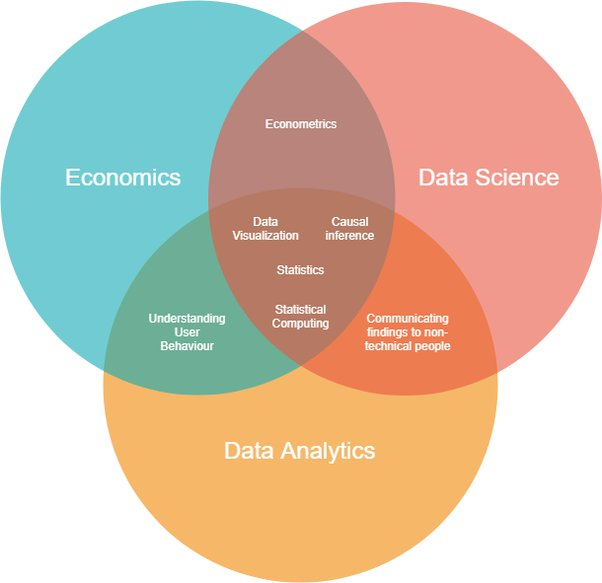 Econometrics
Economics
Data Science
Data
Visualization
Causal
inference
Statistics
Statistical
Computing
Understanding
User
Behaviour
Communicating
findings to non-
technical people
Data Analytics